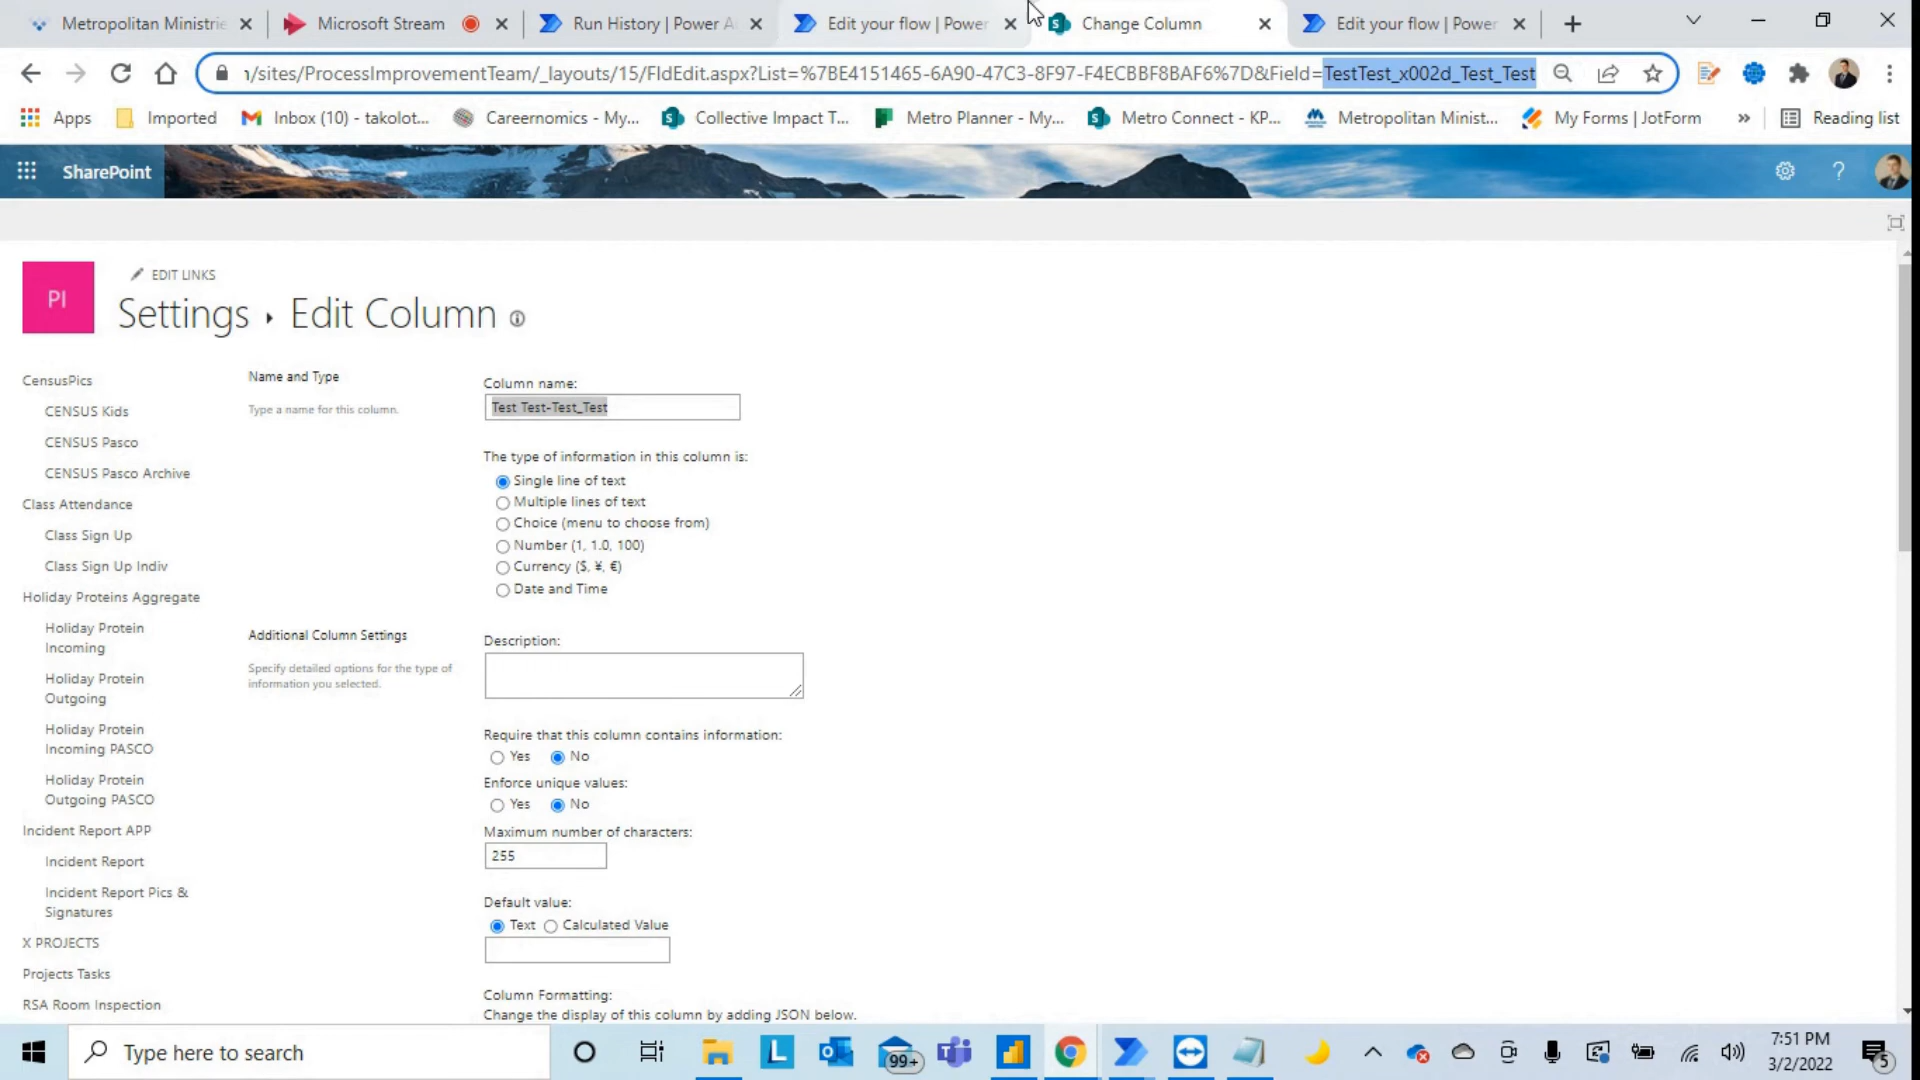 Metropolitan Ministrie
Microsoft Stream
Run History | Power A
Edit your flow | Power
Change Column
Edit your flow | Power
ı/sites/ProcessImprovementTeam/_layouts/15/FldEdit.aspx?List=%7BE4151465-6A90-47C3-8F97-F4ECBBF8BAF6%7D&Field=TestTest_x002d_Test_Test
Apps
Imported
Inbox (10) - takolot...
Careernomics - My...
Collective Impact T...
Metro Planner - My...
Metro Connect - KP...
Metropolitan Minist...
My Forms | JotForm
»
Reading list
SharePoint
?
PI
EDIT LINKS
Settings ▸ Edit Column
CensusPics
CENSUS Kids
CENSUS Pasco
CENSUS Pasco Archive
Class Attendance
Class Sign Up
Class Sign Up Indiv
Holiday Proteins Aggregate
Holiday Protein
Incoming
Holiday Protein
Outgoing
Holiday Protein
Incoming PASCO
Holiday Protein
Outgoing PASCO
Incident Report APP
Incident Report
Incident Report Pics &
Signatures
X PROJECTS
Projects Tasks
RSA Room Inspection
Name and Type
Type a name for this column.
Column name:
Test Test-Test_Test
The type of information in this column is:
Single line of text
Multiple lines of text
Choice (menu to choose from)
Number (1, 1.0, 100)
Currency ($, ¥, €)
Date and Time
Additional Column Settings
Specify detailed options for the type of
information you selected.
Description:
Require that this column contains information:
Yes No
Enforce unique values:
Yes No
Maximum number of characters:
255
Default value:
Text Calculated Value
Column Formatting:
Change the display of this column by adding JSON below.
Type here to search
L
99+
7:51 PM
3/2/2022
5